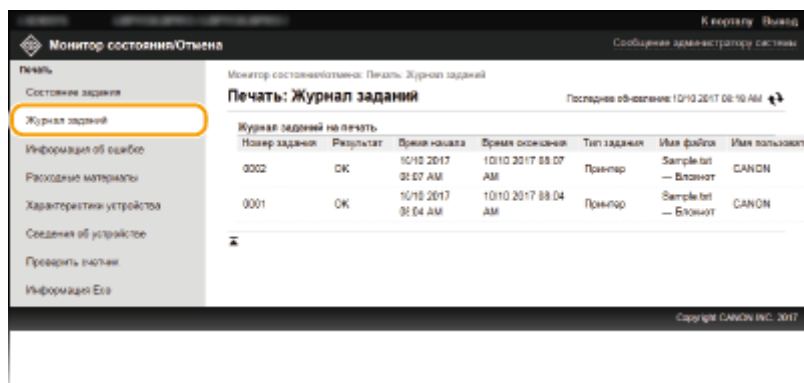 К порталу Выход
Монитор состояния/Отмена
Сообщение администратору системы
Печать
Состояние задания
Журнал заданий
Информация об ошибке
Расходные материалы
Характеристики устройства
Сведения об устройстве
Проверить счетчик
Информация Eco
Монитор состояния/отмена: Печать: Журнал заданий
Печать: Журнал заданий
Последнее обновление: 10/10 2017 08:19 AM
Журнал заданий на печать
Номер задания Результат Время начала Время окончания Тип задания Имя файла Имя пользоват
0002 OK 10/10 2017 08:07 AM 10/10 2017 08:07 AM Принтер Sample.txt — Блокнот CANON
0001 OK 10/10 2017 08:04 AM 10/10 2017 08:04 AM Принтер Sample.txt — Блокнот CANON
Copyright CANON INC. 2017